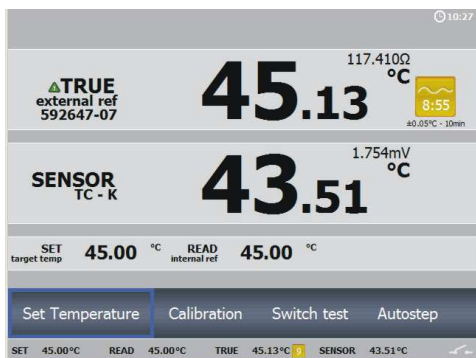 10:27
117.410Ω
TRUE
external ref
592647-07
45.13 °C
8:55
±0.05°C - 10min
1.754mV
SENSOR
TC - K
43.51 °C
SET
target temp
45.00 °C
READ
internal ref
45.00 °C
Set Temperature Calibration Switch test Autostep
SET 45.00°C READ 45.00°C TRUE 45.13°C 9 SENSOR 43.51°C